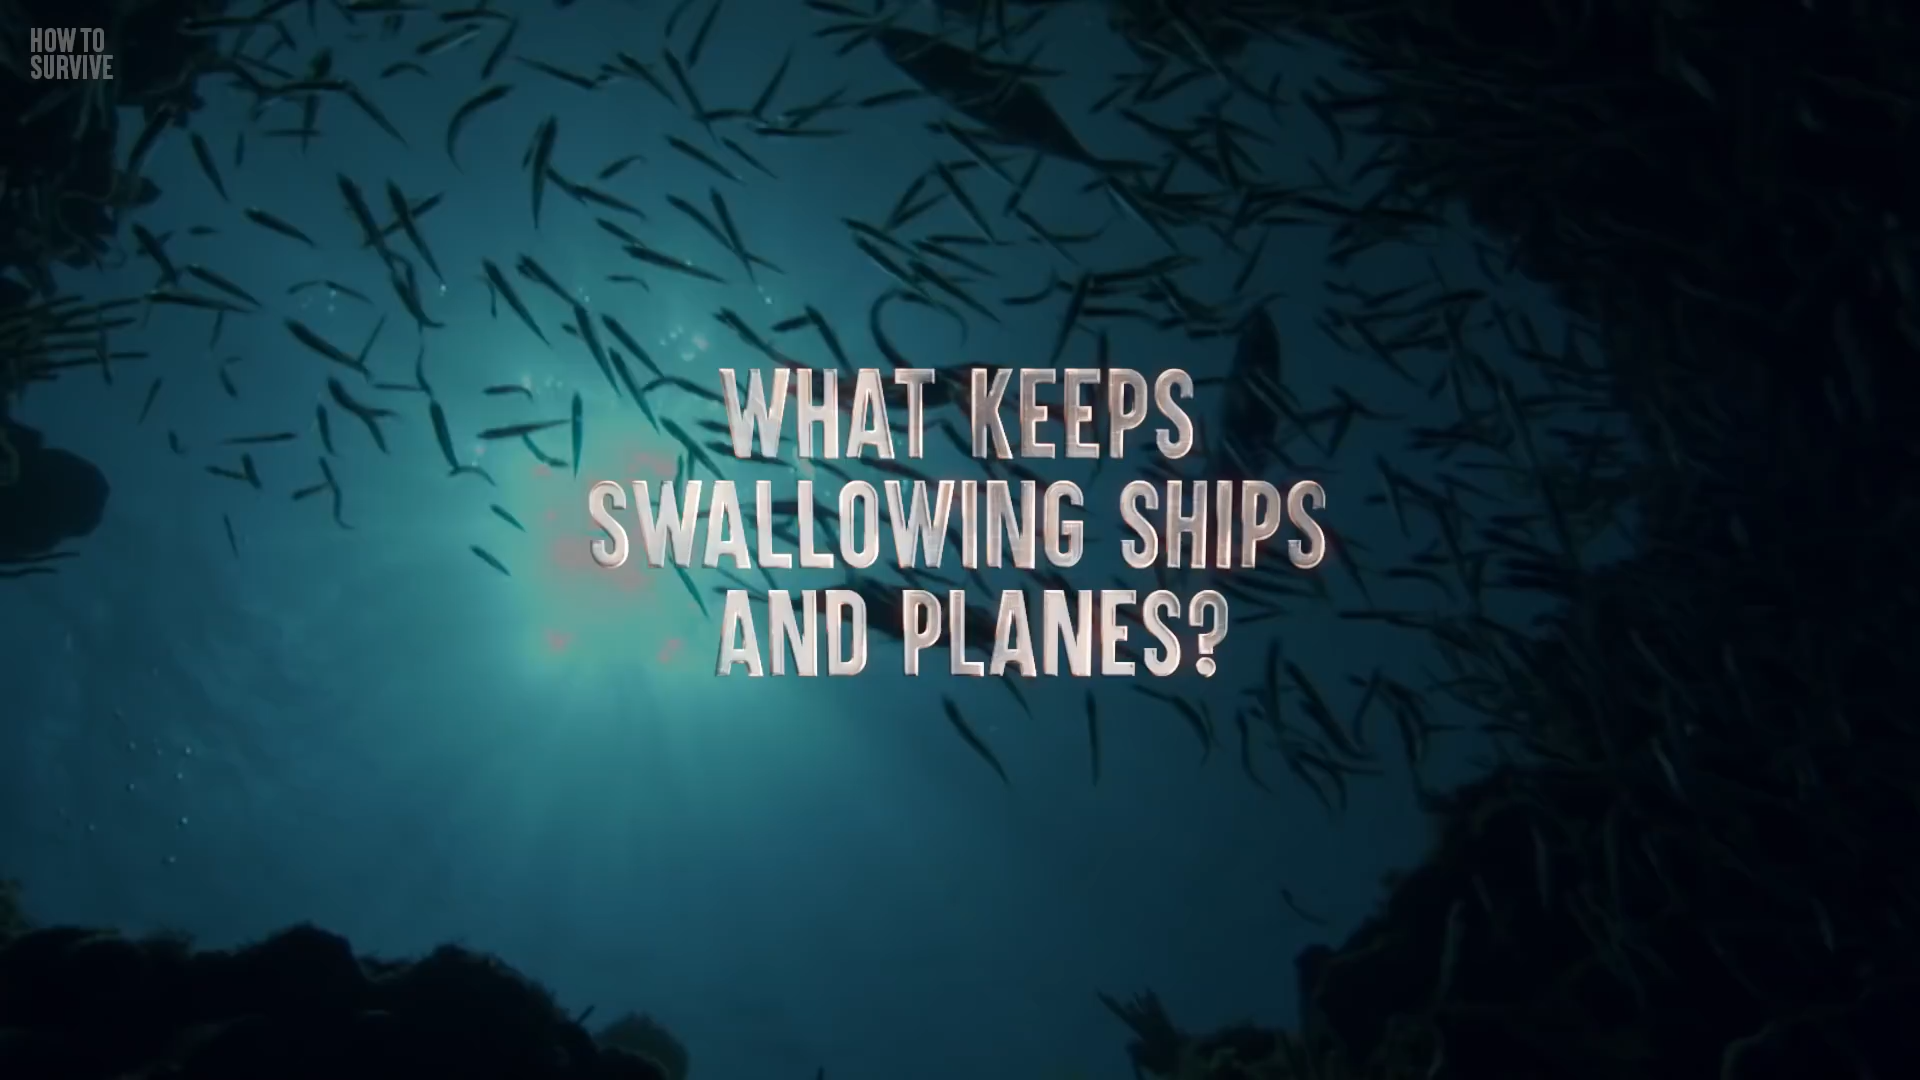 HOW TO
SURVIVE
WHAT KEEPS
SWALLOWING SHIPS
AND PLANES?